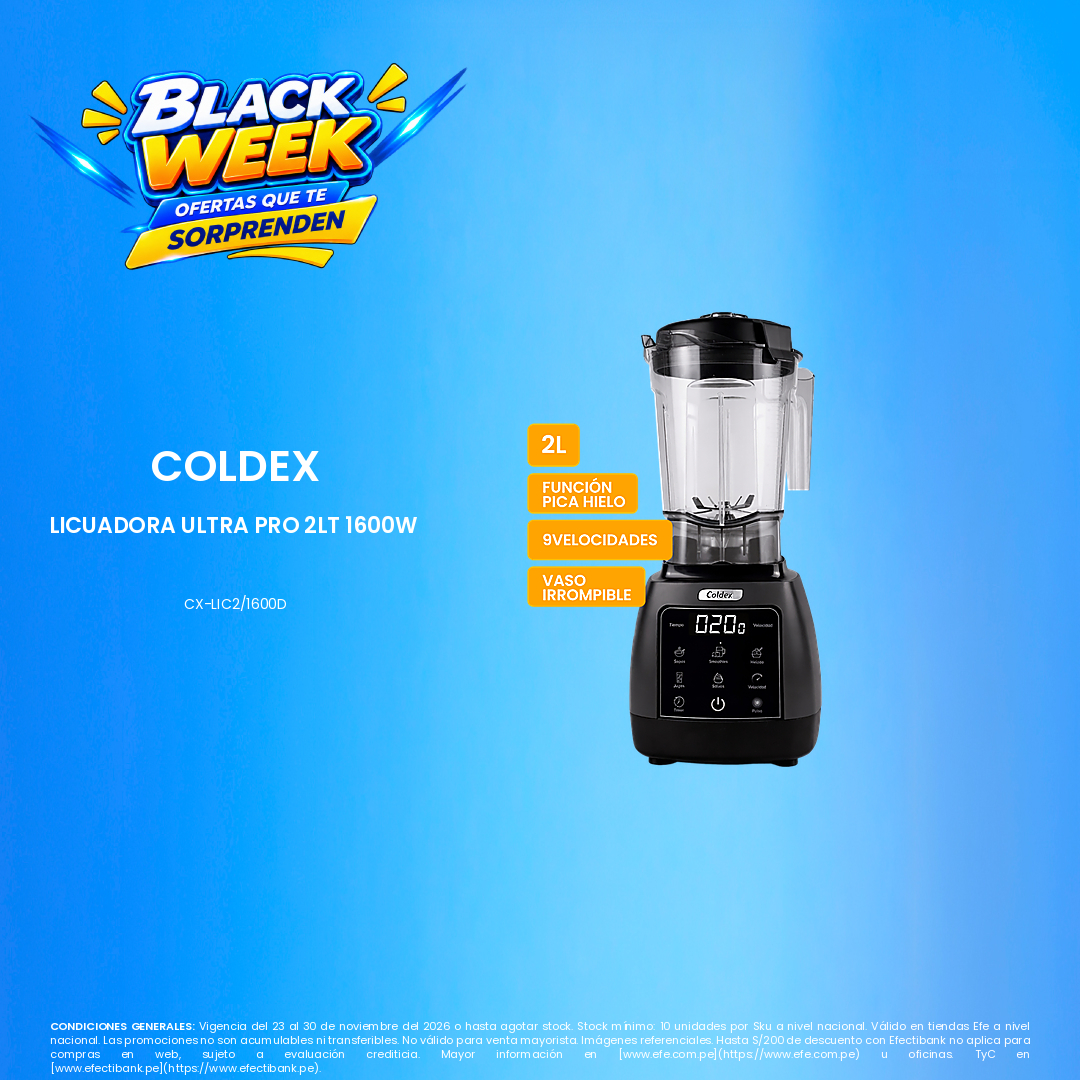 BLACK
WEEK
OFERTAS QUE TE
SORPRENDEN
COLDEX
LICUADORA ULTRA PRO 2LT 1600W
CX-LIC2/1600D
2L
FUNCIÓN
PICA HIELO
9VELOCIDADES
VASO
IRROMPIBLE
Coldex
Tiempo 0200 Velocidad
Sopas Smoothies Helado
Salsas Velocidad
Timer Pulso
CONDICIONES GENERALES: Vigencia del 23 al 30 de noviembre del 2026 o hasta agotar stock. Stock mínimo: 10 unidades por Sku a nivel nacional. Válido en tiendas Efe a nivel
nacional. Las promociones no son acumulables ni transferibles. No válido para venta mayorista. Imágenes referenciales. Hasta S/200 de descuento con Efectibank no aplica para
compras en web, sujeto a evaluación crediticia. Mayor información en [www.efe.com.pe](https://www.efe.com.pe) u oficinas. TyC en
[www.efectibank.pe](https://www.efectibank.pe).